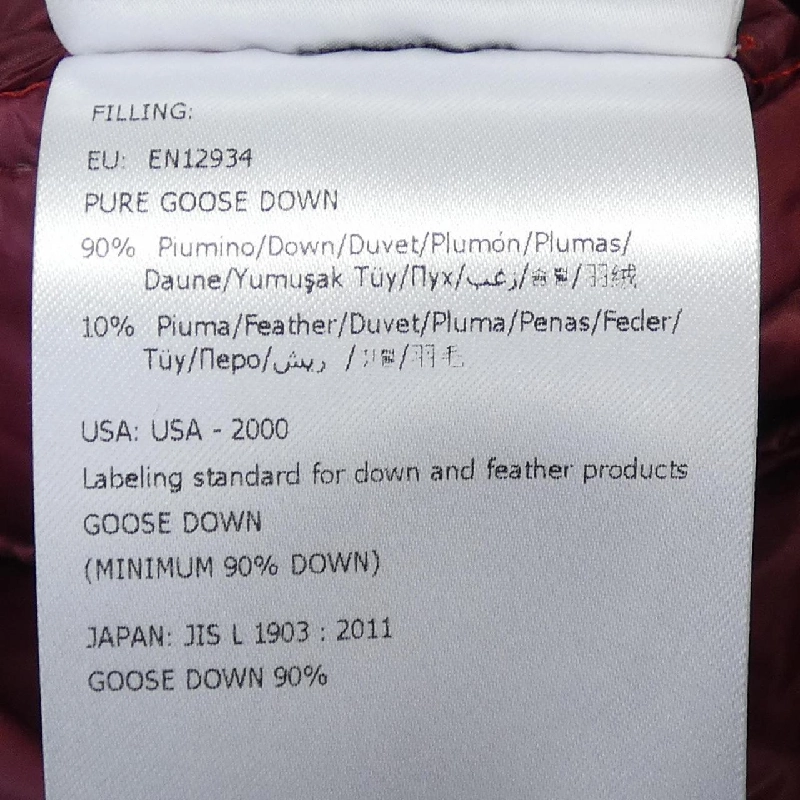 FILLING:
EU: EN12934
PURE GOOSE DOWN
90% Piumino/Down/Duvet/Plumón/Plumas/
Daune/Yumuşak Tüy/Пух/زغب/羽绒
10% Piuma/Feather/Duvet/Pluma/Penas/Feder/
Tüy/Перо/ريش /羽毛
USA: USA - 2000
Labeling standard for down and feather products
GOOSE DOWN
(MINIMUM 90% DOWN)
JAPAN: JIS L 1903 : 2011
GOOSE DOWN 90%